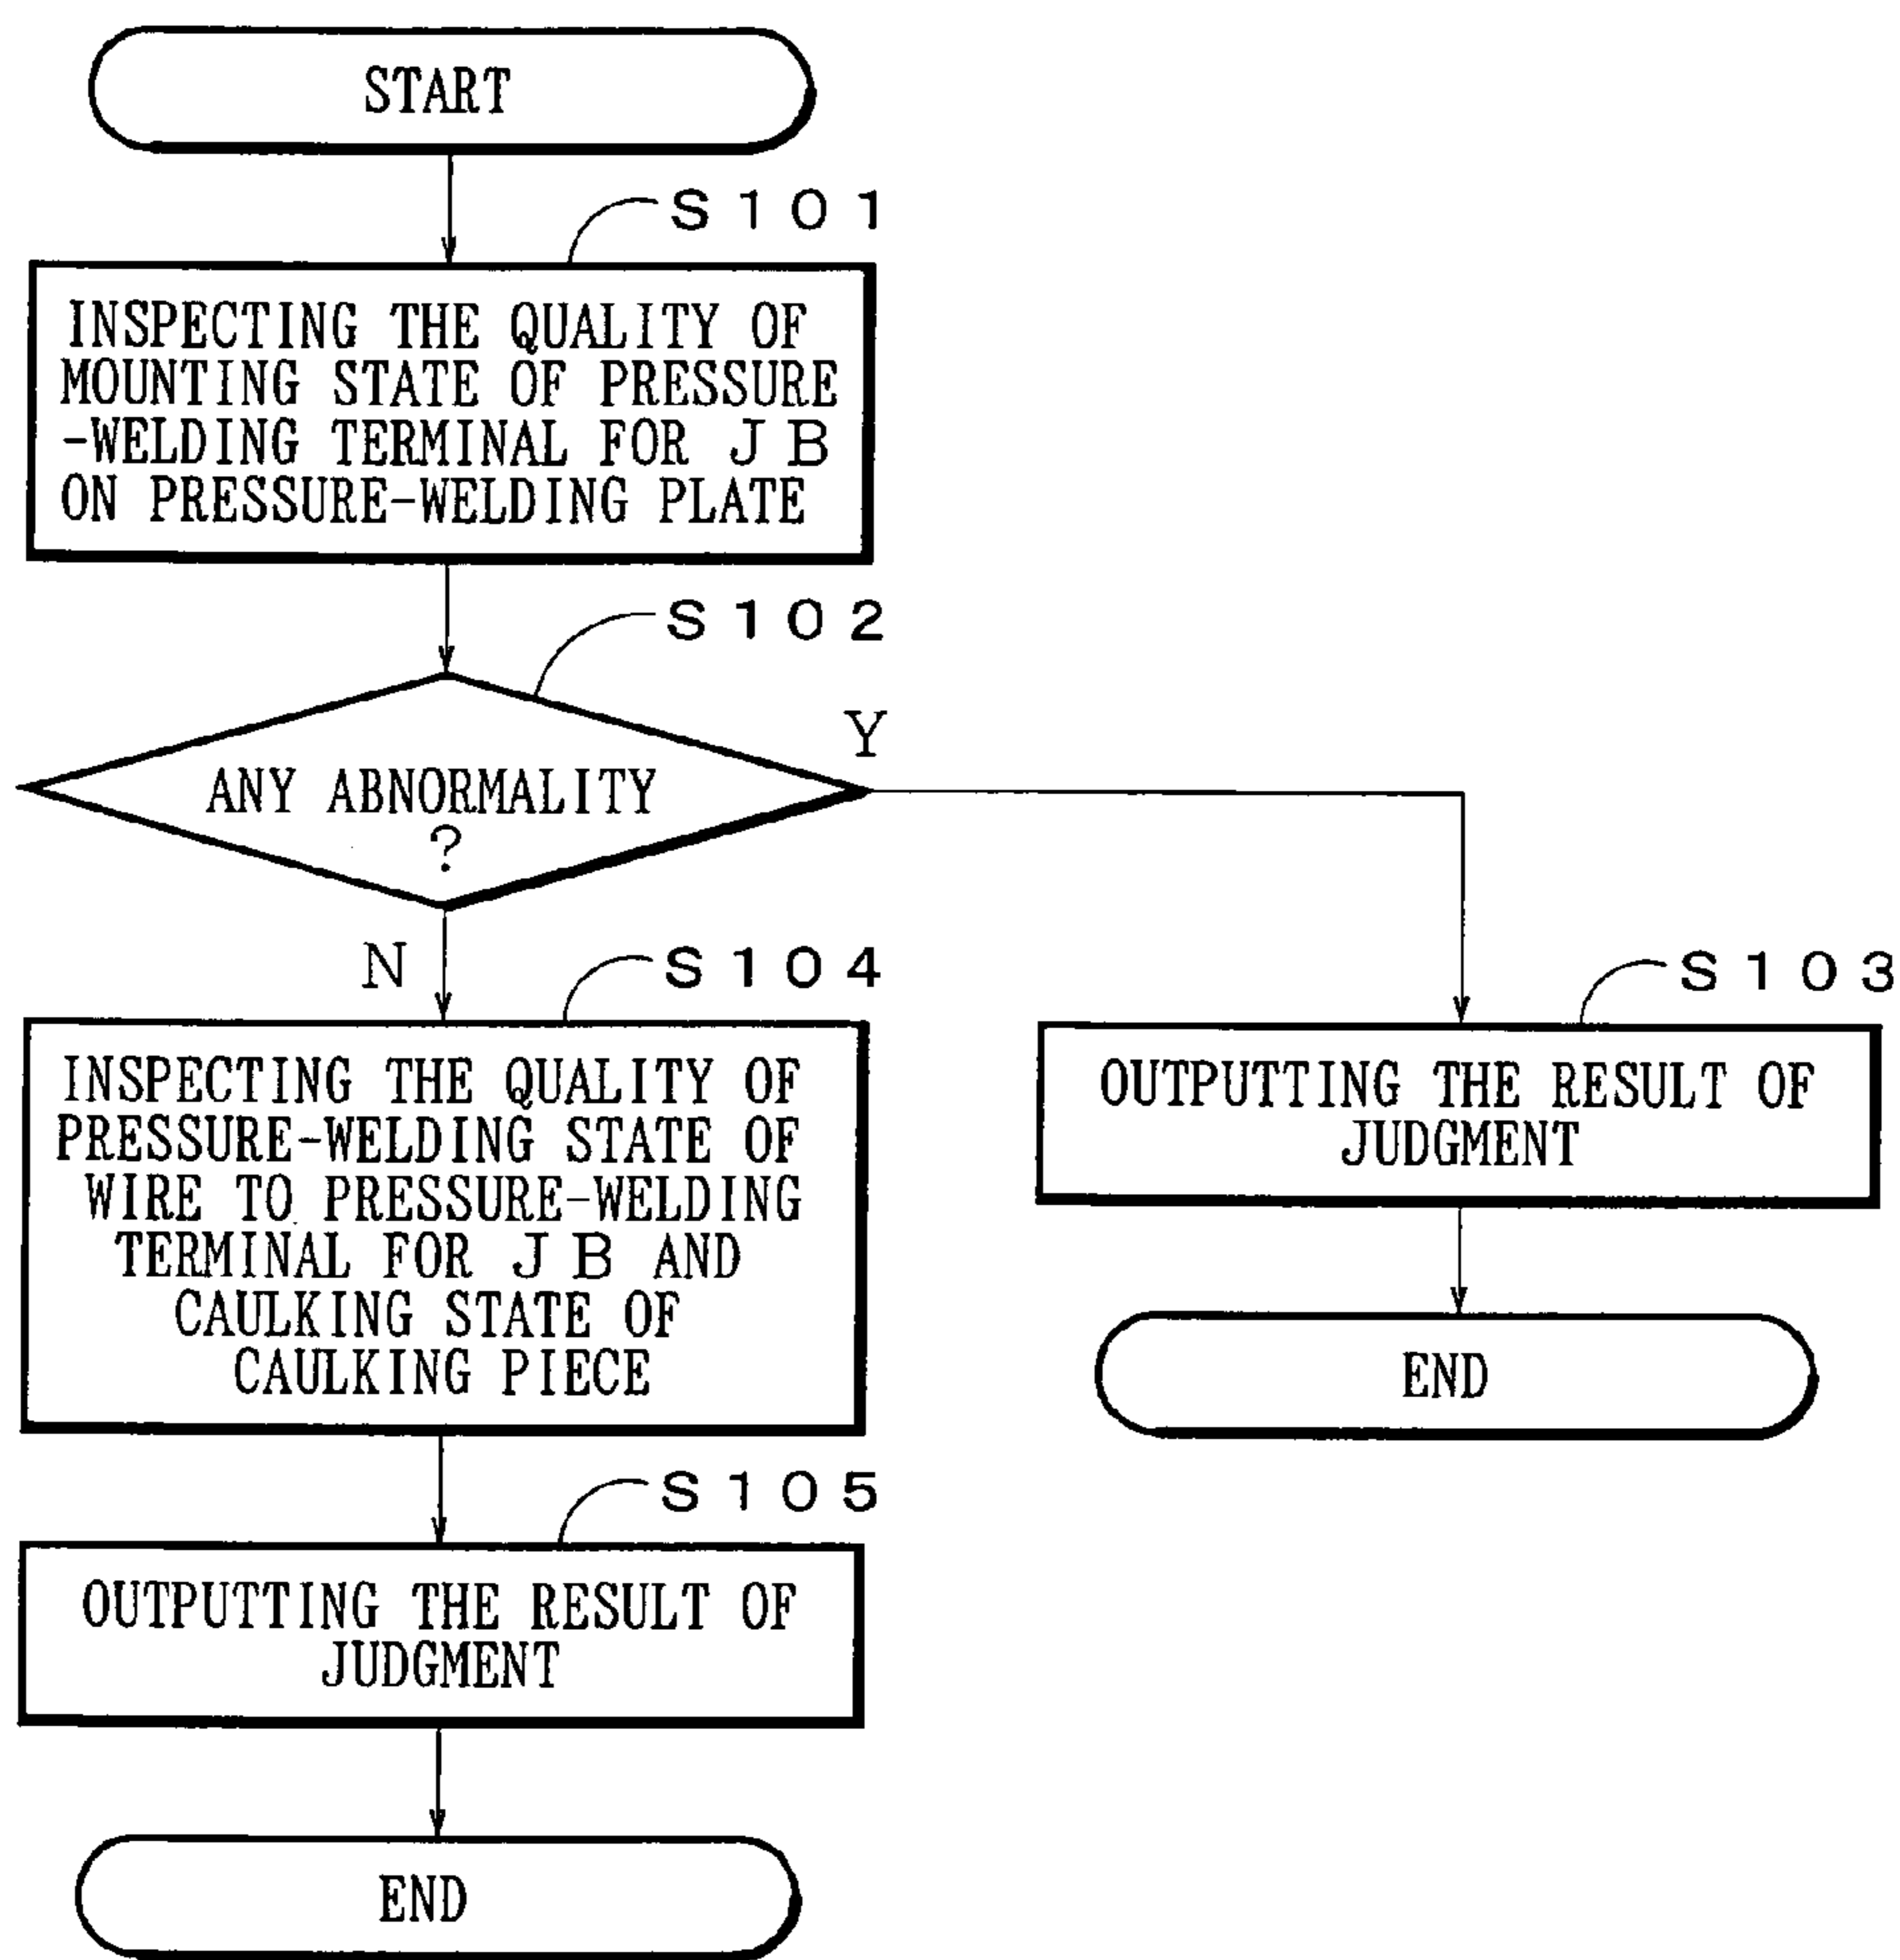 START
S101
INSPECTING THE QUALITY OF
MOUNTING STATE OF PRESSURE
-WELDING TERMINAL FOR JB
ON PRESSURE-WELDING PLATE
S102
ANY ABNORMALITY
?
Y
N
S104
INSPECTING THE QUALITY OF
PRESSURE-WELDING STATE OF
WIRE TO PRESSURE-WELDING
TERMINAL FOR JB AND
CAULKING STATE OF
CAULKING PIECE
S103
OUTPUTTING THE RESULT OF
JUDGMENT
END
S105
OUTPUTTING THE RESULT OF
JUDGMENT
END